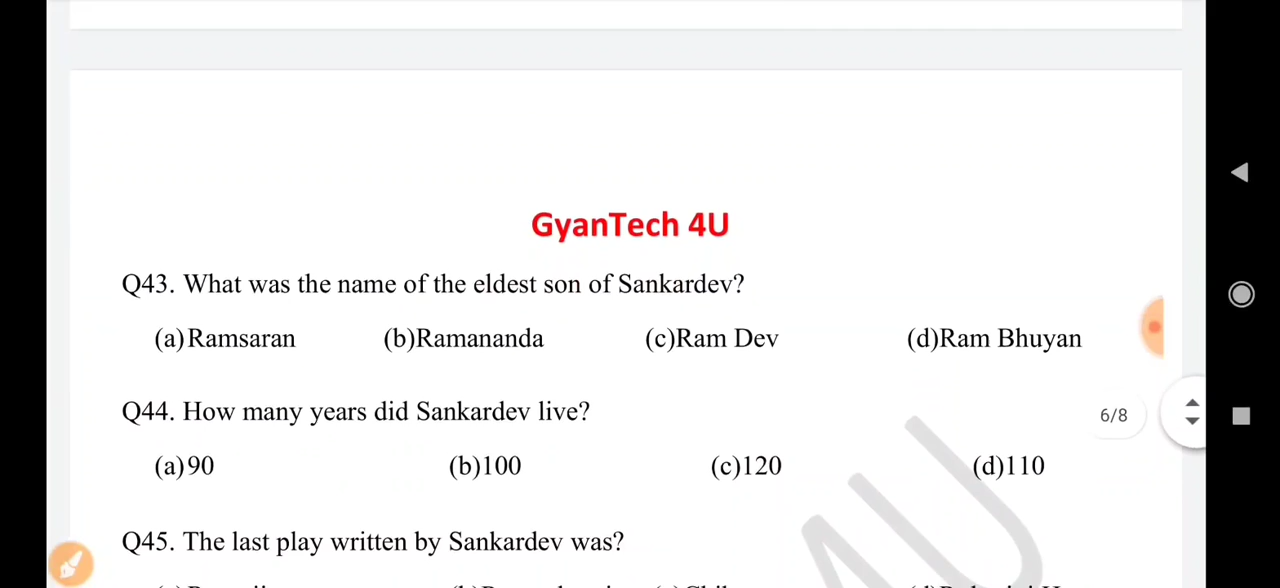 GyanTech 4U
Q43. What was the name of the eldest son of Sankardev?
(a)Ramsaran (b)Ramananda (c)Ram Dev (d)Ram Bhuyan
Q44. How many years did Sankardev live?
6/8
(a)90 (b)100 (c)120 (d)110
Q45. The last play written by Sankardev was?
4U